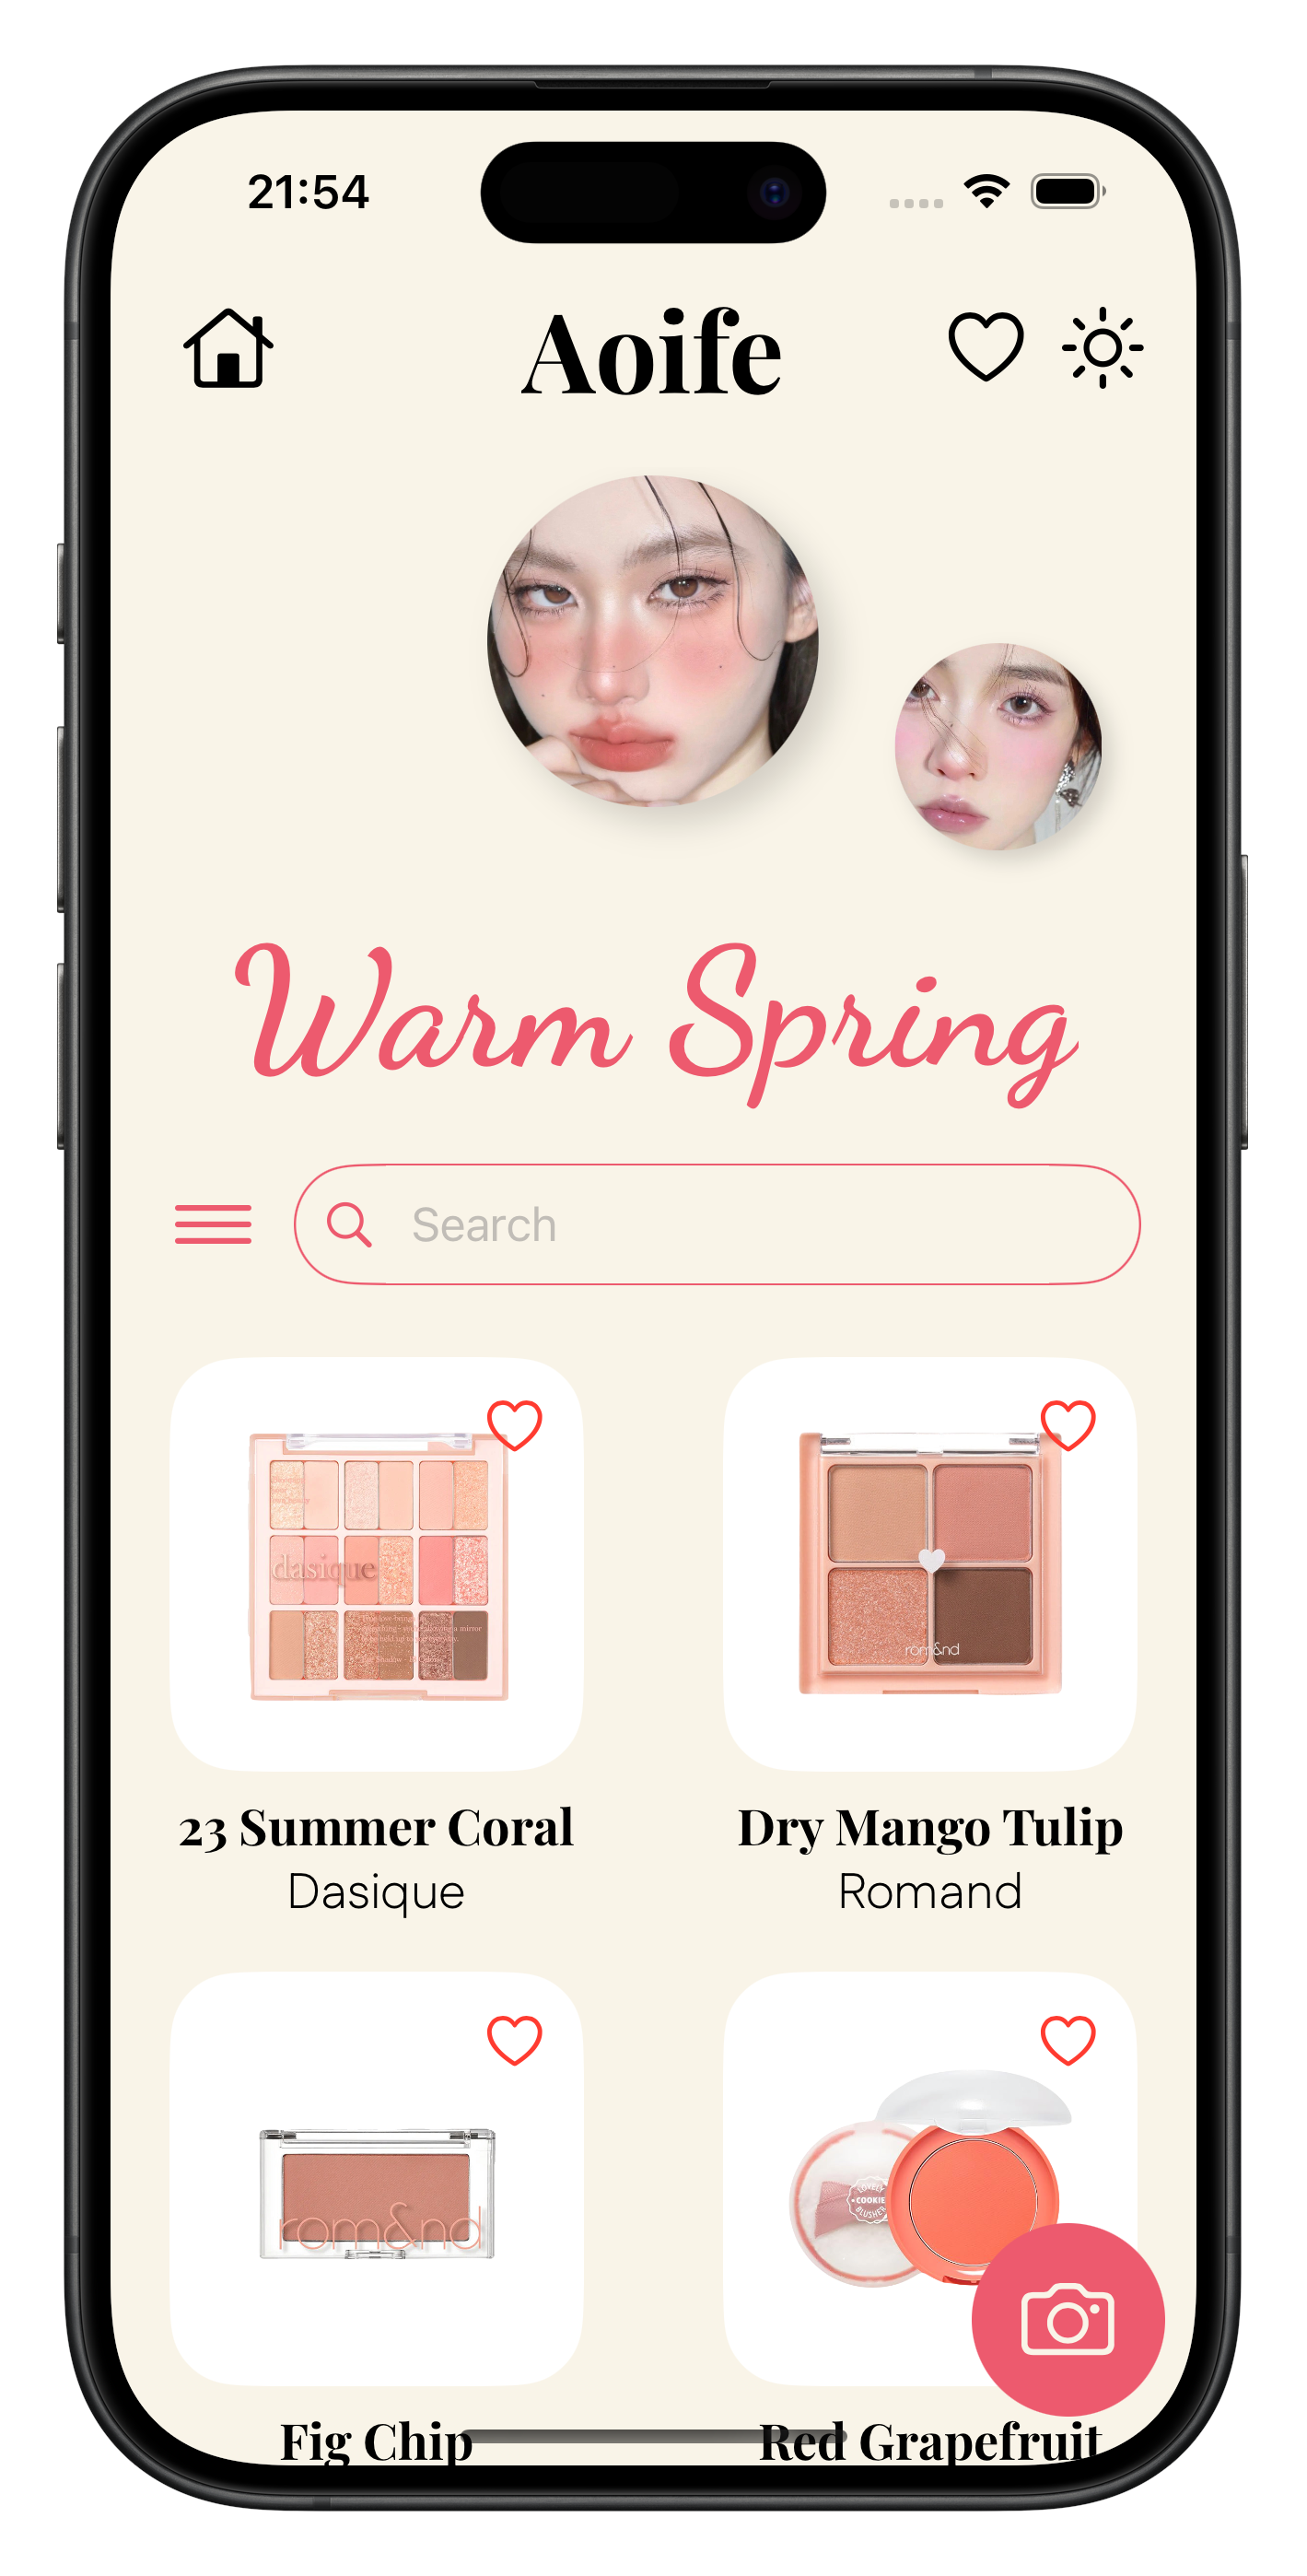 21:54
Aoife
Warm Spring
Search
dasique
rom&nd
23 Summer Coral
Dry Mango Tulip
Dasique
Romand
rom&nd
LOVELY
COOKIE
BLUSHER
Fig Chip
Red Grapefruit